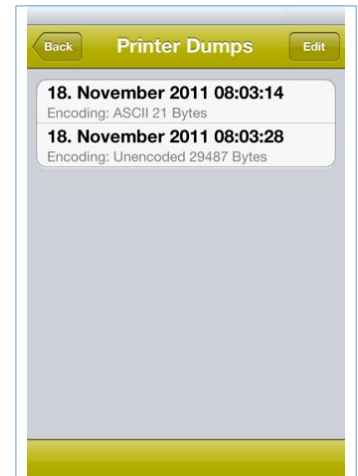 Back Printer Dumps Edit
18. November 2011 08:03:14
Encoding: ASCII 21 Bytes
18. November 2011 08:03:28
Encoding: Unencoded 29487 Bytes